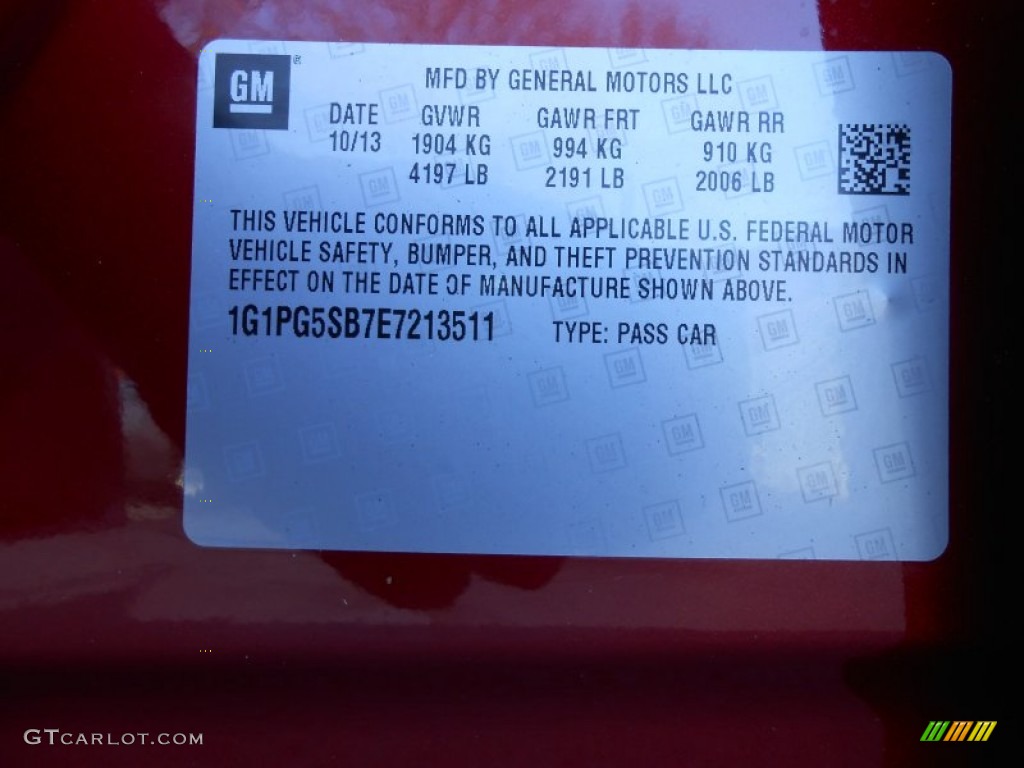 GM ®
MFD BY GENERAL MOTORS LLC
DATE GVWR GAWR FRT GAWR RR
10/13 1904 KG 994 KG 910 KG
4197 LB 2191 LB 2006 LB
THIS VEHICLE CONFORMS TO ALL APPLICABLE U.S. FEDERAL MOTOR
VEHICLE SAFETY, BUMPER, AND THEFT PREVENTION STANDARDS IN
EFFECT ON THE DATE OF MANUFACTURE SHOWN ABOVE.
1G1PG5SB7E7213511 TYPE: PASS CAR
GTCARLOT.COM